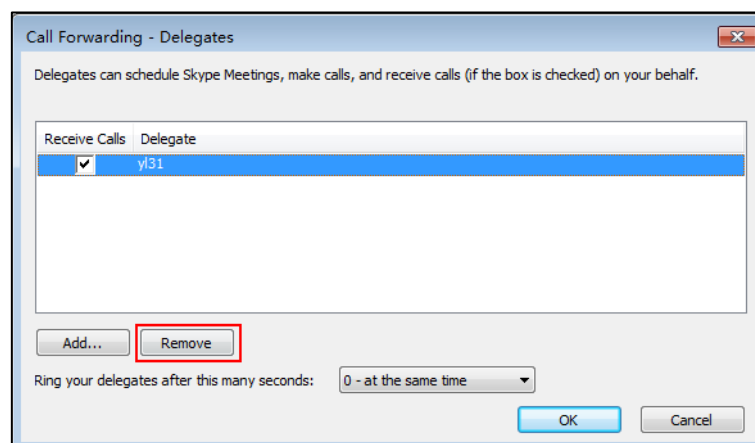 Call Forwarding - Delegates
Delegates can schedule Skype Meetings, make calls, and receive calls (if the box is checked) on your behalf.
Receive Calls Delegate
yl31
Add... Remove
Ring your delegates after this many seconds: 0 - at the same time
OK Cancel